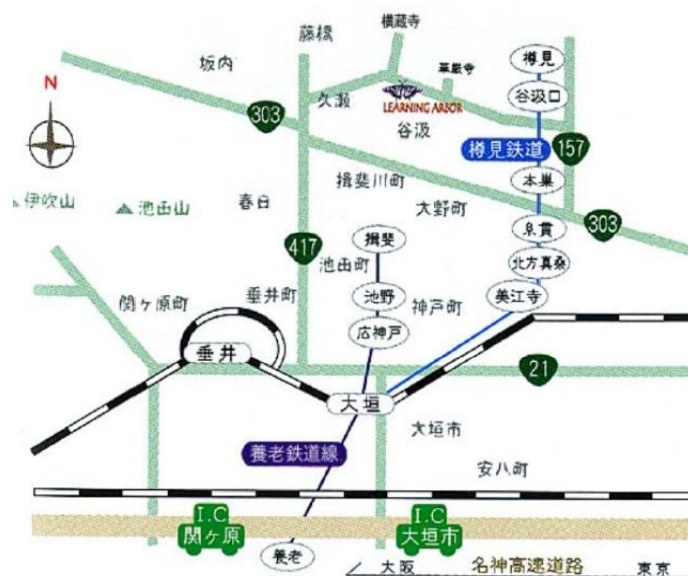 横蔵寺
藤橋
坂内
樽見
華厳寺
N
谷汲口
久瀬
LEARNING ARBOR
303
谷汲
樽見鉄道
157
本巣
揖斐川町
伊吹山
池田山
春日
大野町
糸貫
303
揖斐
417
池田町
北方真桑
関ヶ原町
垂井町
池野
神戸町
美江寺
広神戸
垂井
21
大垣
大垣市
養老鉄道線
安八町
I.C
関ヶ原
I.C
大垣市
養老
大阪
名神高速道路
東京